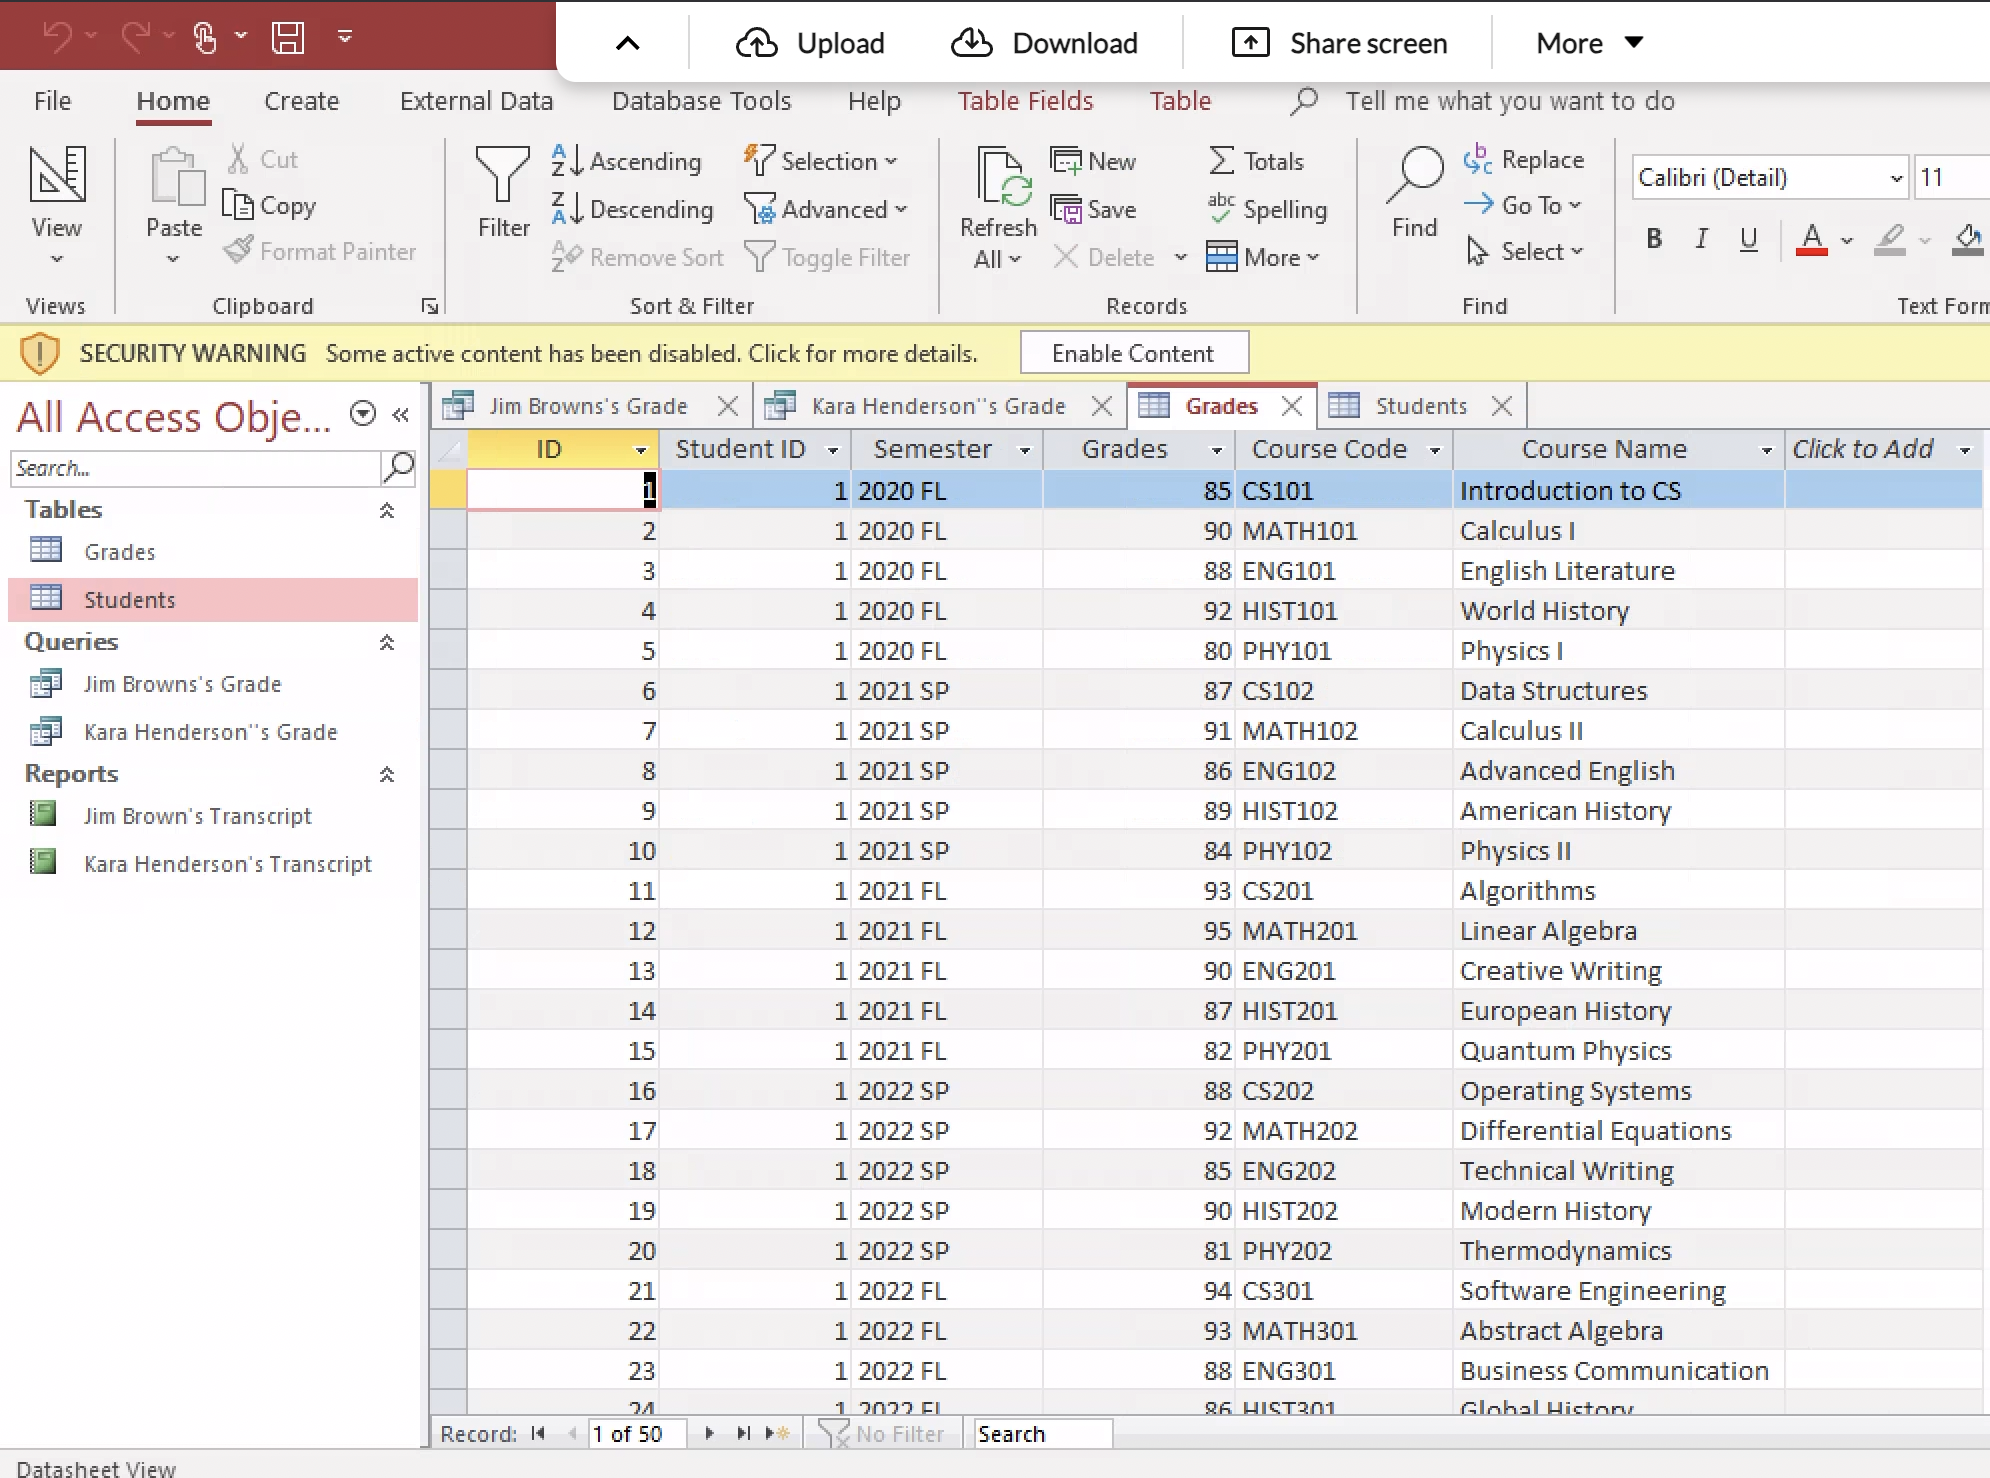 Upload Download Share screen More
File Home Create External Data Database Tools Help Table Fields Table Tell me what you want to do
View
Views
Paste
Cut
Copy
Format Painter
Clipboard
Filter
Ascending
Descending
Remove Sort
Selection
Advanced
Toggle Filter
Sort & Filter
Refresh
All
New
Save
Delete
Totals
Spelling
More
Records
Find
Replace
Go To
Select
Find
Calibri (Detail) 11
B I U A
Text Form
SECURITY WARNING Some active content has been disabled. Click for more details. Enable Content
All Access Obje...
Search...
Tables
Grades
Students
Queries
Jim Browns's Grade
Kara Henderson''s Grade
Reports
Jim Brown's Transcript
Kara Henderson's Transcript
Jim Browns's Grade Kara Henderson''s Grade Grades Students
ID Student ID Semester Grades Course Code Course Name Click to Add
1 1 2020 FL 85 CS101 Introduction to CS
2 1 2020 FL 90 MATH101 Calculus I
3 1 2020 FL 88 ENG101 English Literature
4 1 2020 FL 92 HIST101 World History
5 1 2020 FL 80 PHY101 Physics I
6 1 2021 SP 87 CS102 Data Structures
7 1 2021 SP 91 MATH102 Calculus II
8 1 2021 SP 86 ENG102 Advanced English
9 1 2021 SP 89 HIST102 American History
10 1 2021 SP 84 PHY102 Physics II
11 1 2021 FL 93 CS201 Algorithms
12 1 2021 FL 95 MATH201 Linear Algebra
13 1 2021 FL 90 ENG201 Creative Writing
14 1 2021 FL 87 HIST201 European History
15 1 2021 FL 82 PHY201 Quantum Physics
16 1 2022 SP 88 CS202 Operating Systems
17 1 2022 SP 92 MATH202 Differential Equations
18 1 2022 SP 85 ENG202 Technical Writing
19 1 2022 SP 90 HIST202 Modern History
20 1 2022 SP 81 PHY202 Thermodynamics
21 1 2022 FL 94 CS301 Software Engineering
22 1 2022 FL 93 MATH301 Abstract Algebra
23 1 2022 FL 88 ENG301 Business Communication
24 1 2022 FL 86 HIST301 Global History
Record: 1 of 50 No Filter Search
Datasheet View